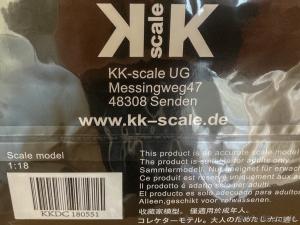 KK
scale
KK-scale UG
Messingweg47
48308 Senden
www.kk-scale.de
Scale model
1:18
KKDC 180551
This product is an accurate scale model
The product is suitable for adults only
Sammlermodell. Nur geeignet für
Ce produit est réservé uniquement aux
Il prodotto è adatto solo per adulti
El producto es solo adecuado para
Alleen geschikt voor volwassenen.
收藏家模型。僅適用於成年人.
コレクターモデル。大人のためだけに適し